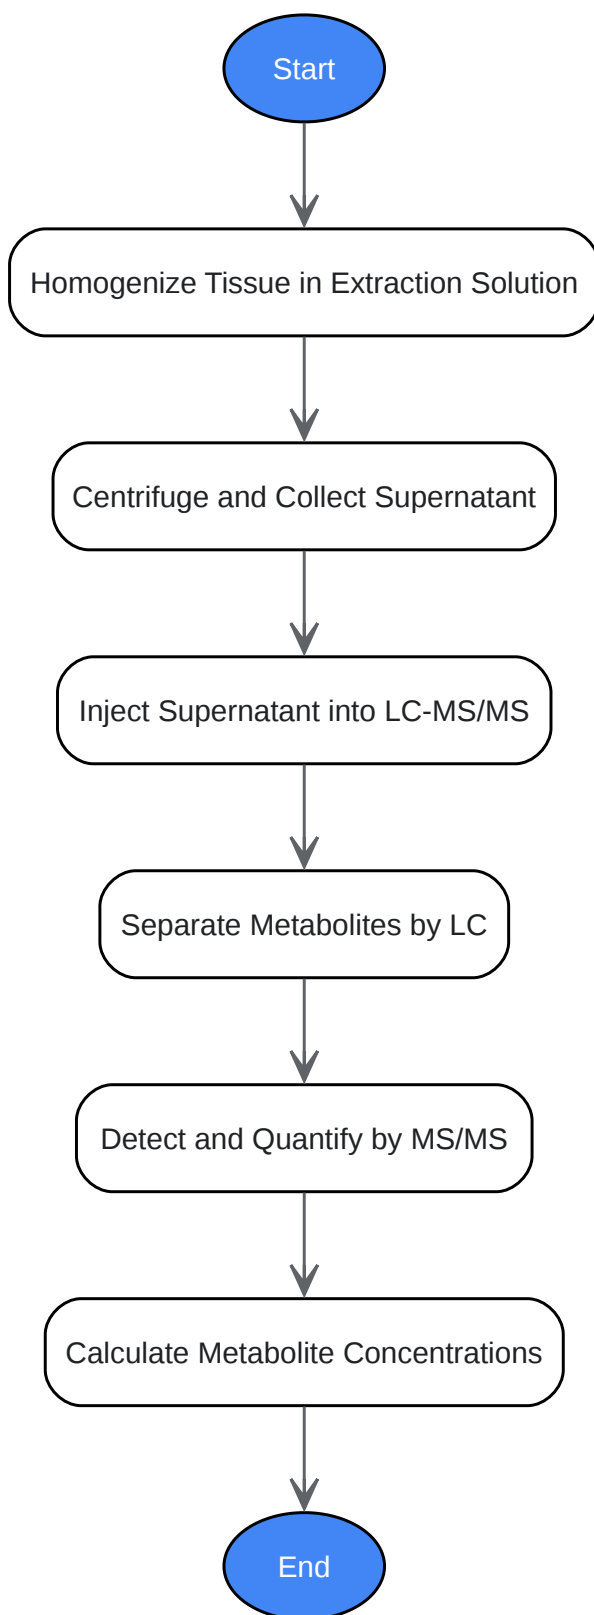 Start
Homogenize Tissue in Extraction Solution
Centrifuge and Collect Supernatant
Inject Supernatant into LC-MS/MS
Separate Metabolites by LC
Detect and Quantify by MS/MS
Calculate Metabolite Concentrations
End